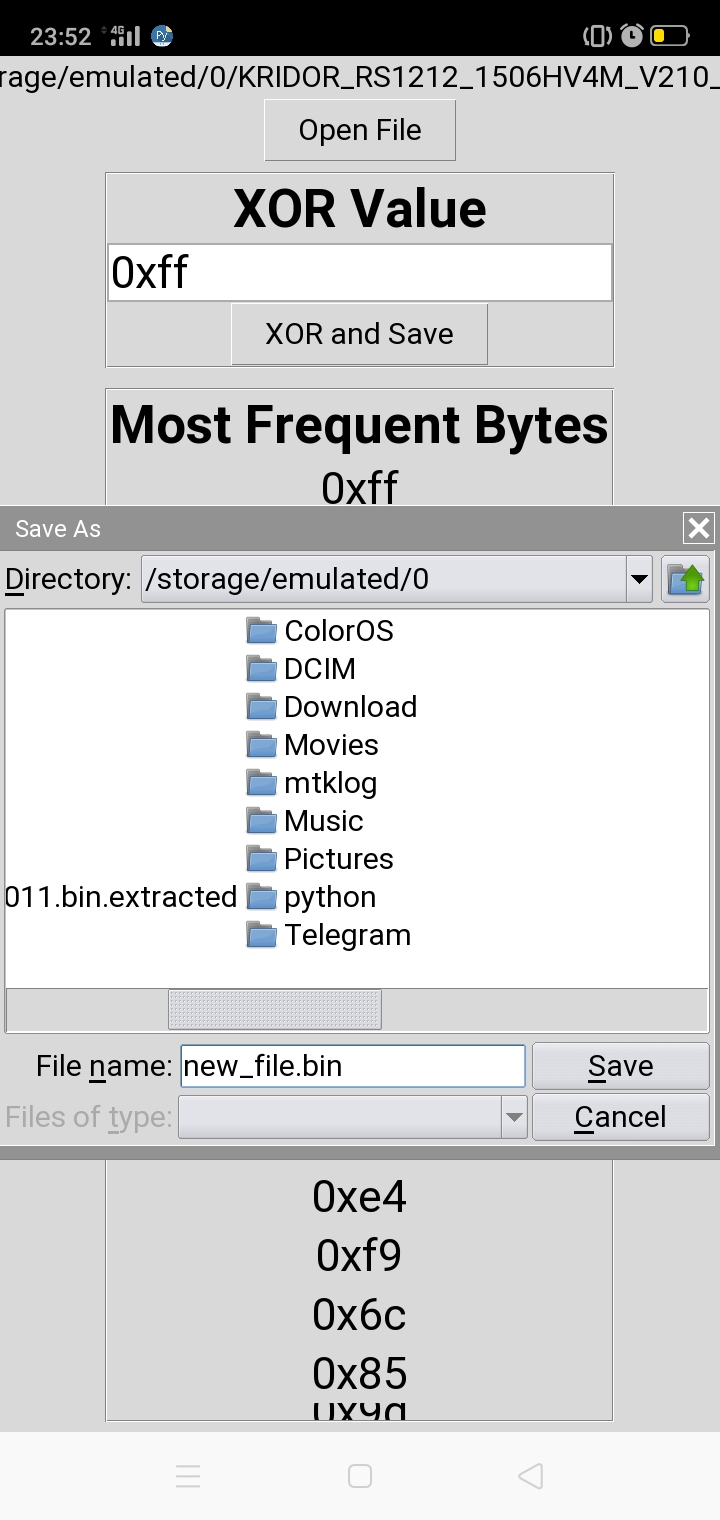 23:52 4G Py
rage/emulated/0/KRIDOR_RS1212_1506HV4M_V210_
Open File
XOR Value
0xff
XOR and Save
Most Frequent Bytes
0xff
Save As
Directory: /storage/emulated/0
ColorOS
DCIM
Download
Movies
mtklog
Music
Pictures
011.bin.extracted python
Telegram
File name: new_file.bin Save
Files of type: Cancel
0xe4
0xf9
0x6c
0x85